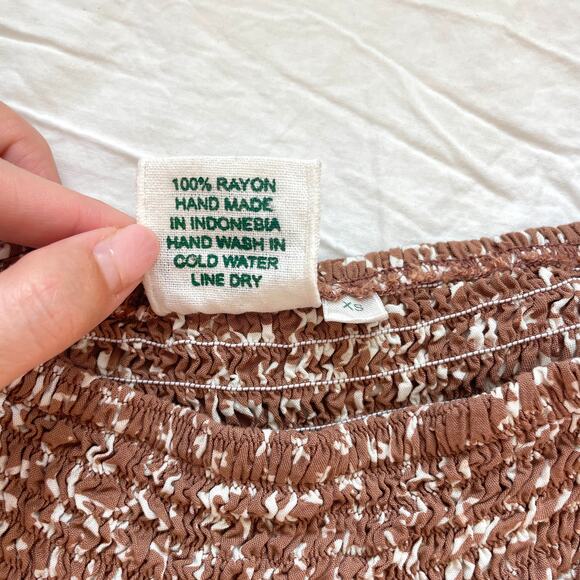 100% RAYON
HAND MADE
IN INDONESIA
HAND WASH IN
COLD WATER
LINE DRY
XS